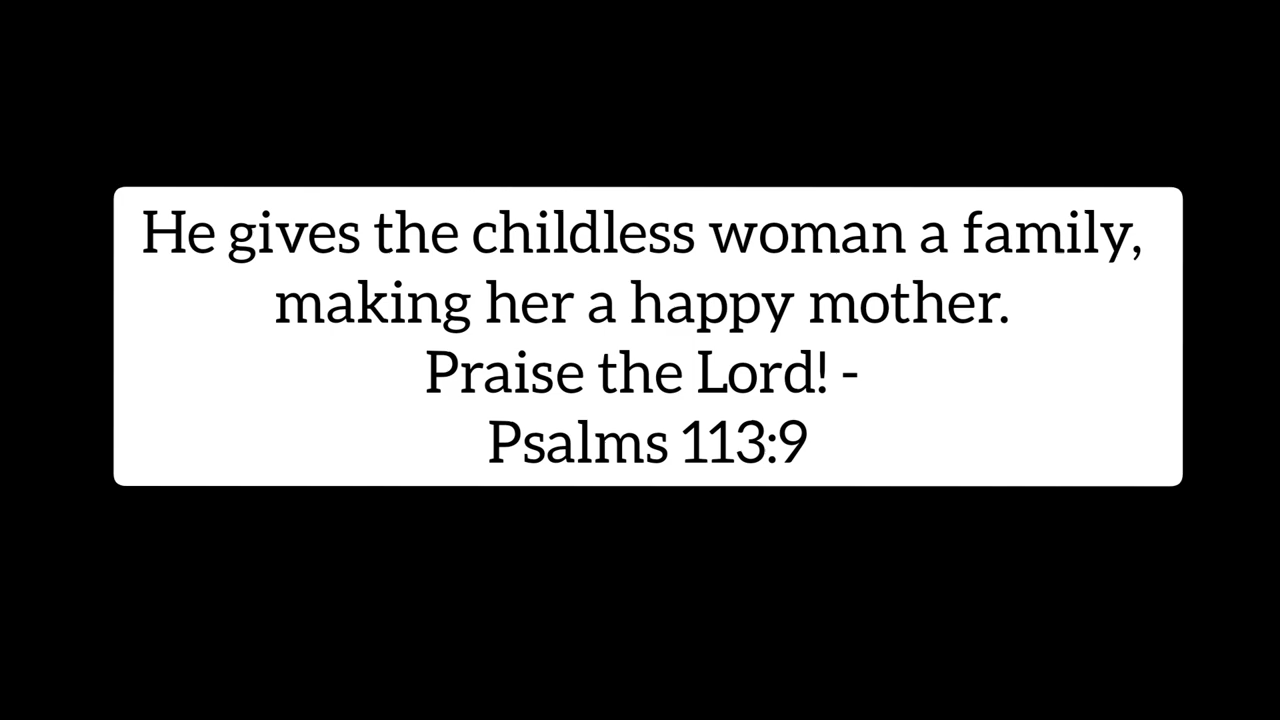 He gives the childless woman a family,
making her a happy mother.
Praise the Lord! -
Psalms 113:9